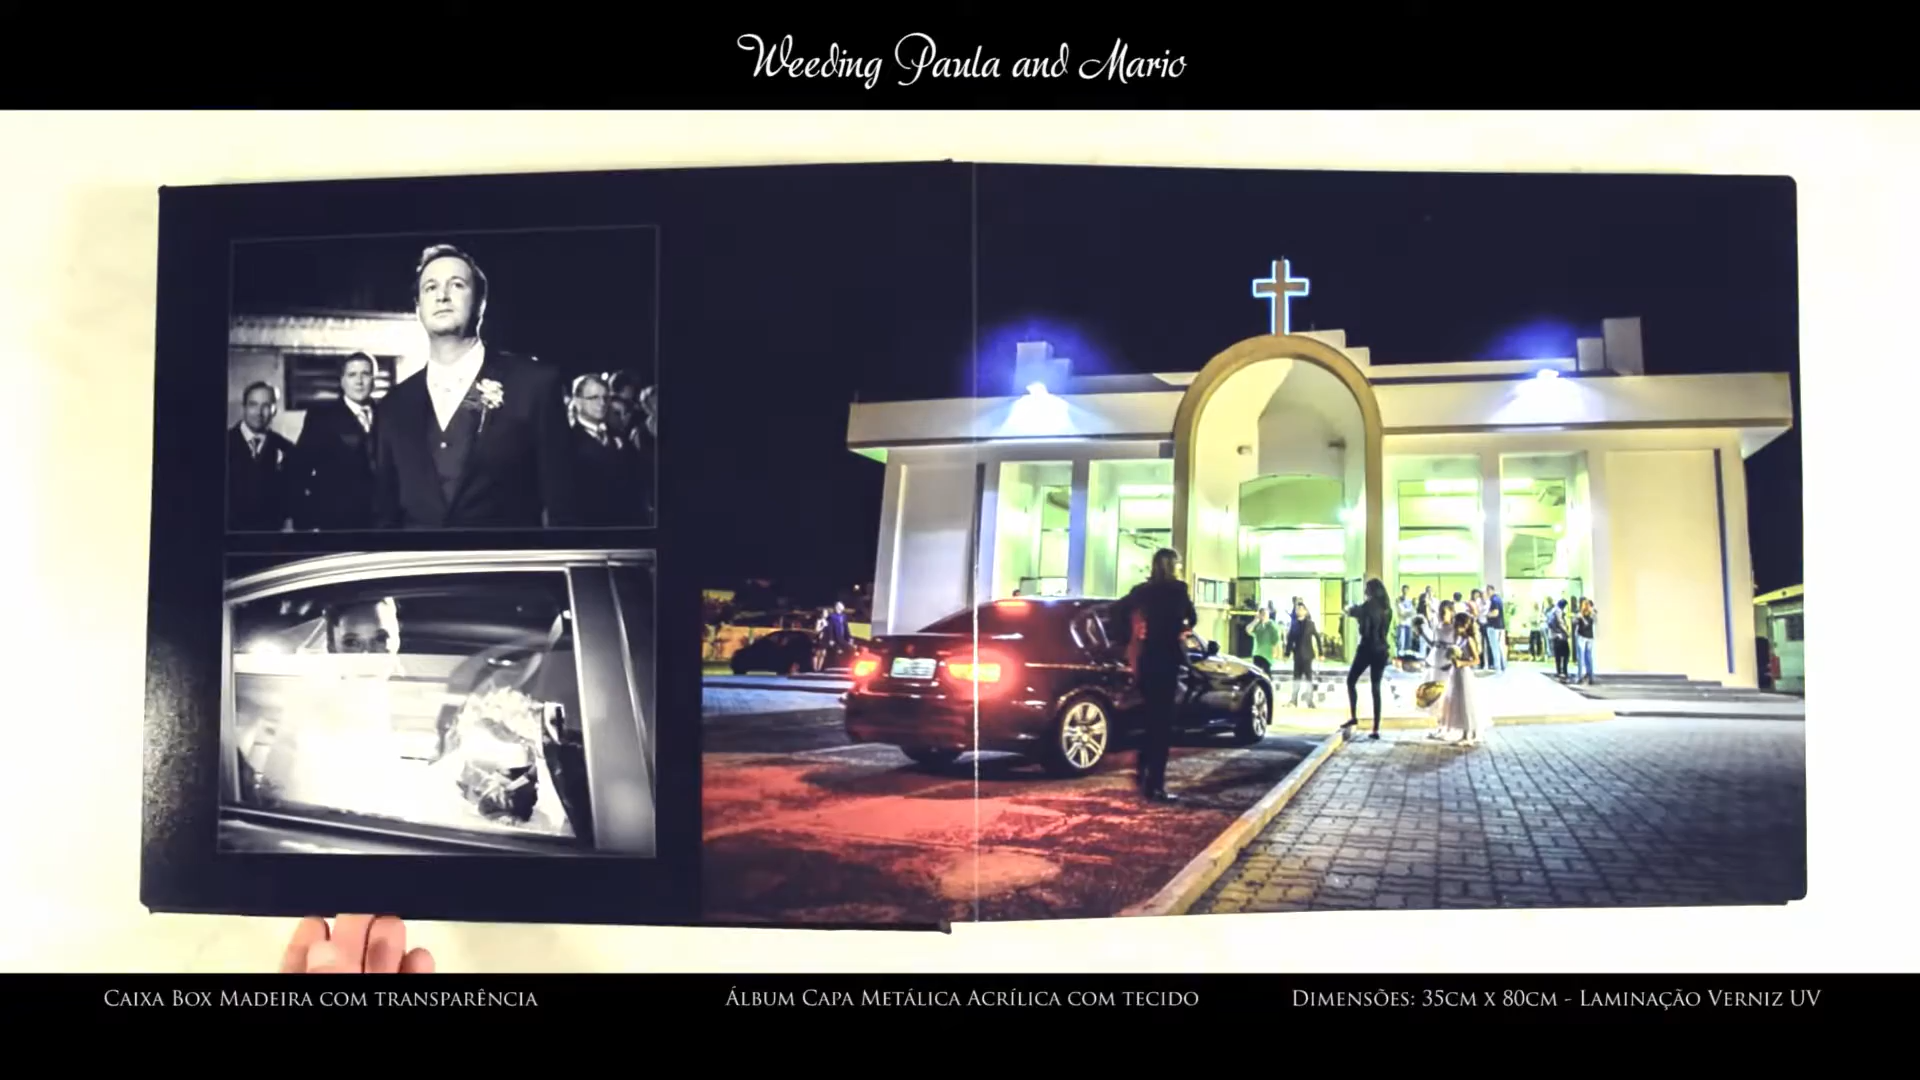 Weeding Paula and Mario
Caixa Box Madeira com transparência
Álbum Capa Metálica Acrílica com tecido
Dimensões: 35cm x 80cm - Laminação Verniz UV